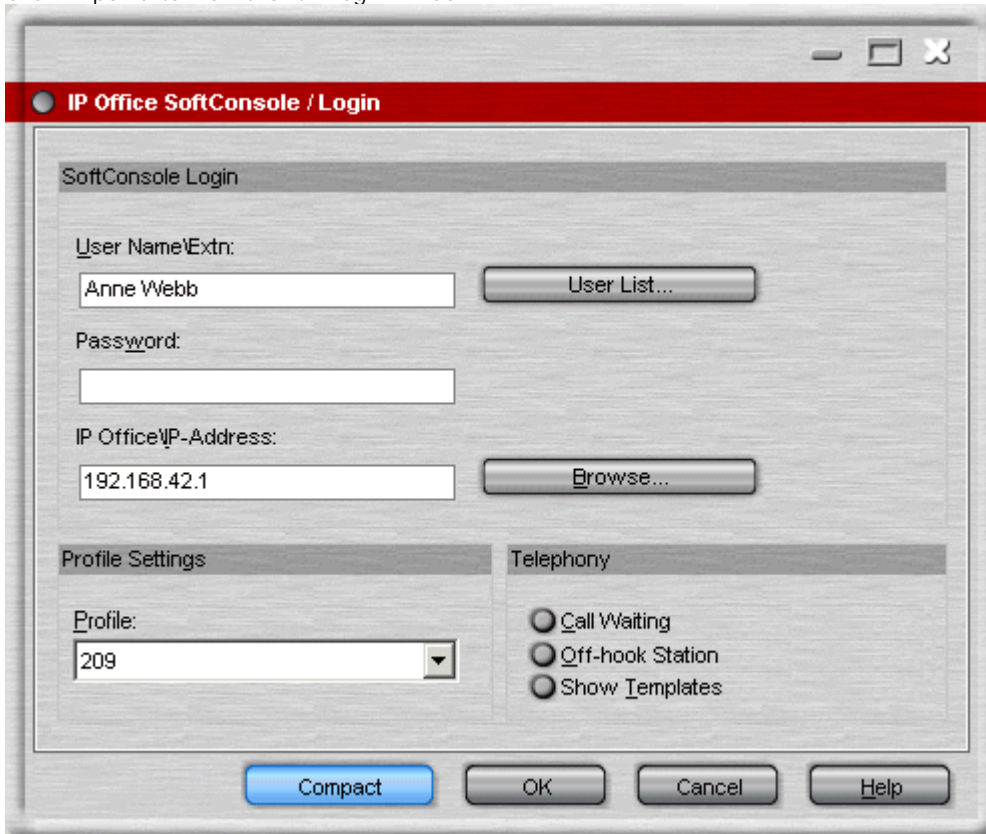 IP Office SoftConsole / Login
SoftConsole Login
User Name\Extn:
Anne Webb
User List...
Password:
IP Office\IP-Address:
192.168.42.1
Browse...
Profile Settings
Telephony
Profile:
209
Call Waiting
Off-hook Station
Show Templates
Compact
OK
Cancel
Help